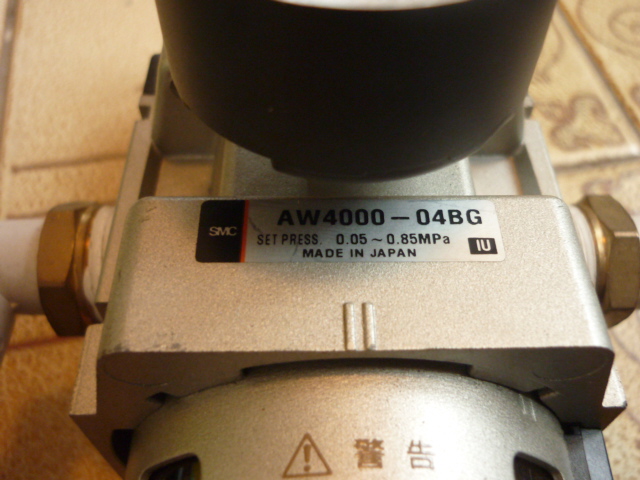 SMC
AW4000-04BG
SET PRESS. 0.05~0.85MPa
MADE IN JAPAN
IU
警告